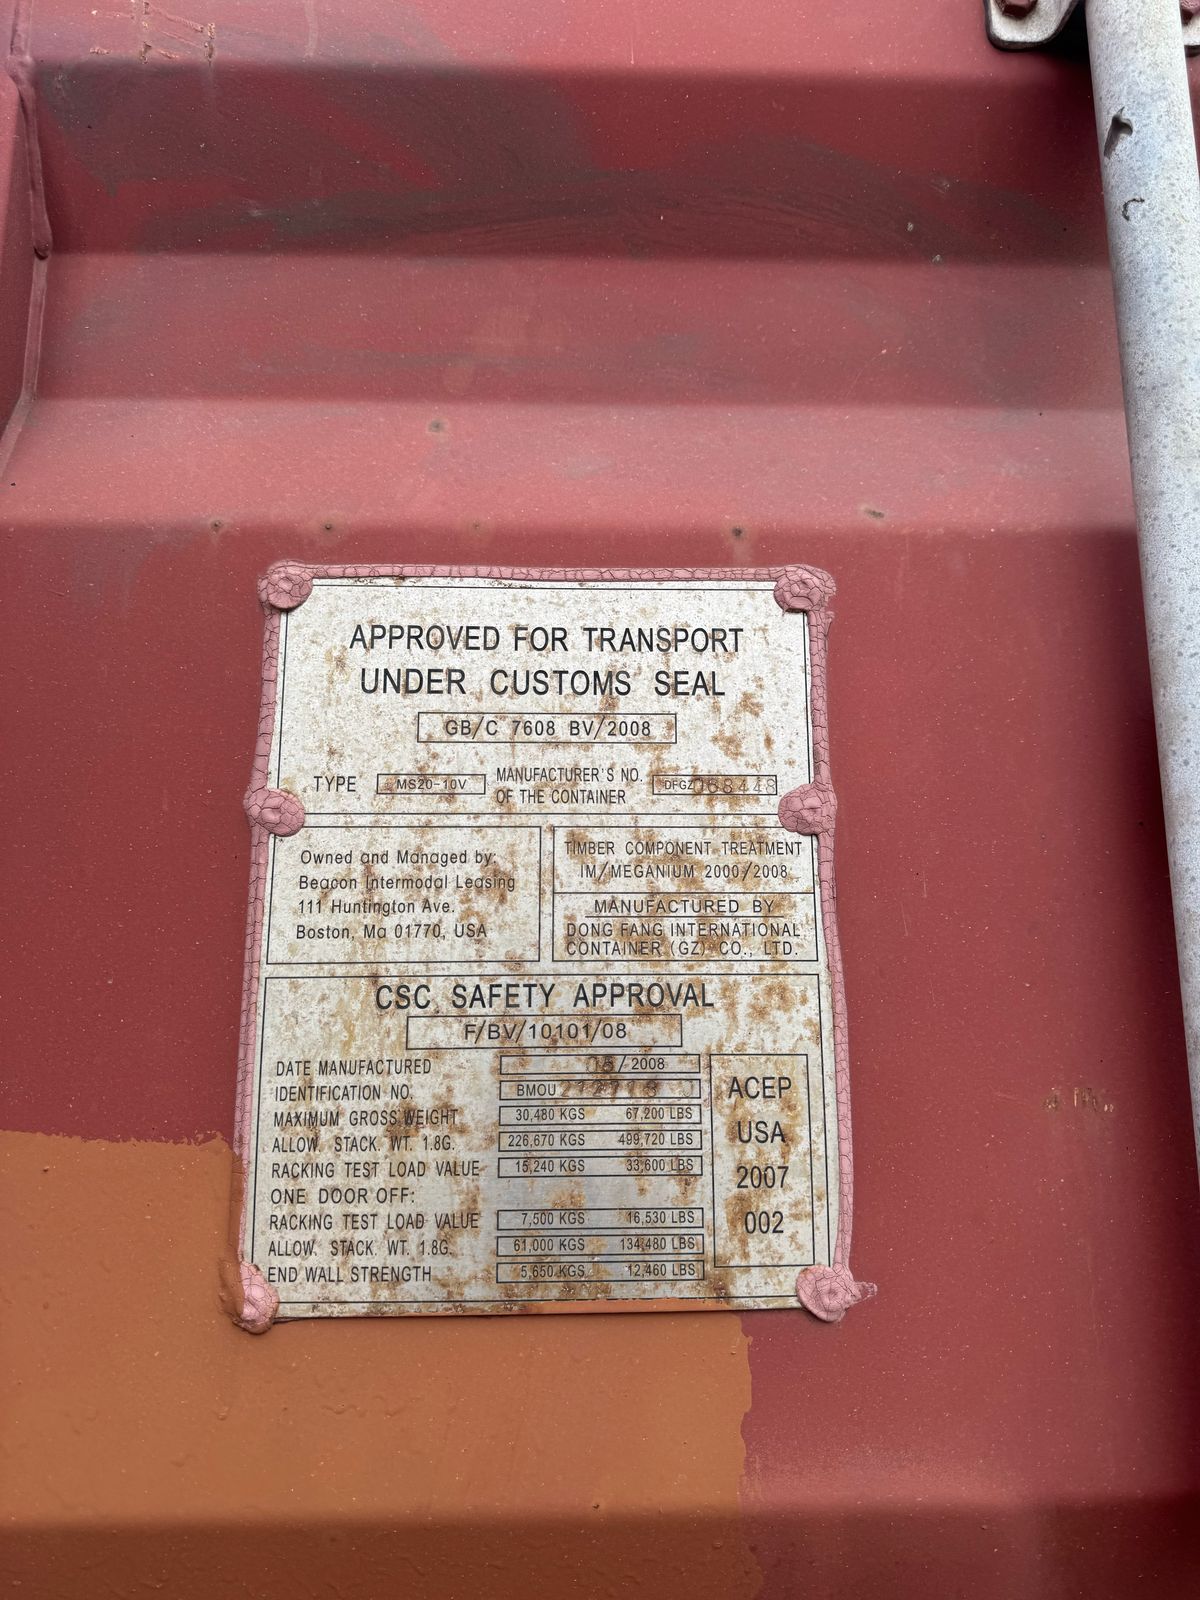 APPROVED FOR TRANSPORT
UNDER CUSTOMS SEAL
GB/C 7608 BV/2008
TYPE MS20-10V MANUFACTURER'S NO.
OF THE CONTAINER DFGZ068448
Owned and Managed by:
Beacon Intermodal Leasing
111 Huntington Ave.
Boston, Ma 01770, USA
TIMBER COMPONENT TREATMENT
IM/MEGANIUM 2000/2008
MANUFACTURED BY
DONG FANG INTERNATIONAL
CONTAINER (GZ) CO., LTD.
CSC SAFETY APPROVAL
F/BV/10101/08
DATE MANUFACTURED / 2008
IDENTIFICATION NO. BMOU
MAXIMUM GROSS WEIGHT 30,480 KGS 67,200 LBS
ALLOW. STACK. WT. 1.8G. 226,670 KGS 499,720 LBS
RACKING TEST LOAD VALUE 15,240 KGS 33,600 LBS
ONE DOOR OFF:
RACKING TEST LOAD VALUE 7,500 KGS 16,530 LBS
ALLOW. STACK. WT. 1.8G. 61,000 KGS 134,480 LBS
END WALL STRENGTH 5,650 KGS 12,460 LBS
ACEP
USA
2007
002